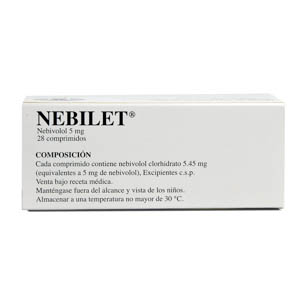 NEBILET®
Nebivolol 5 mg
28 comprimidos
COMPOSICIÓN
Cada comprimido contiene nebivolol clorhidrato 5.45 mg
(equivalentes a 5 mg de nebivolol), Excipientes c.s.p.
Venta bajo receta médica.
Manténgase fuera del alcance y vista de los niños.
Almacenar a una temperatura no mayor de 30 °C.